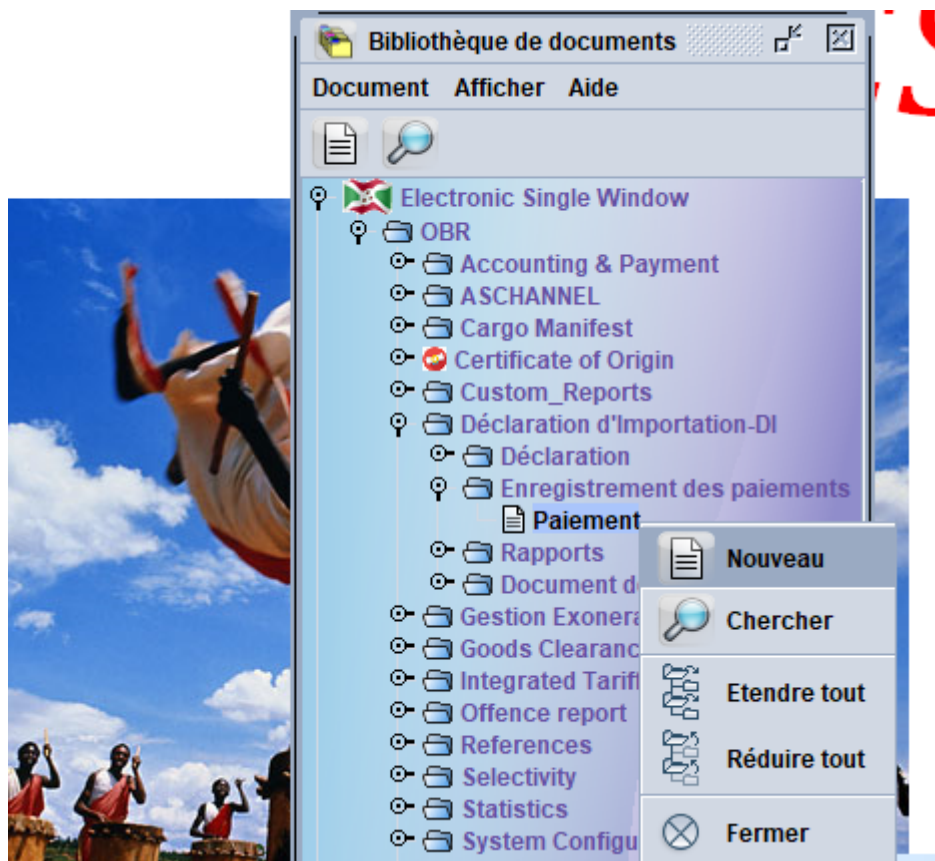 Bibliothèque de documents
Document Afficher Aide
Electronic Single Window
OBR
Accounting & Payment
ASCHANNEL
Cargo Manifest
Certificate of Origin
Custom_Reports
Déclaration d'Importation-DI
Déclaration
Enregistrement des paiements
Paiement
Nouveau
Rapports
Document
Gestion
Chercher
Goods
Integrated Tariff
Etendre tout
Offence report
References
Réduire tout
Selectivity
Statistics
System
Fermer